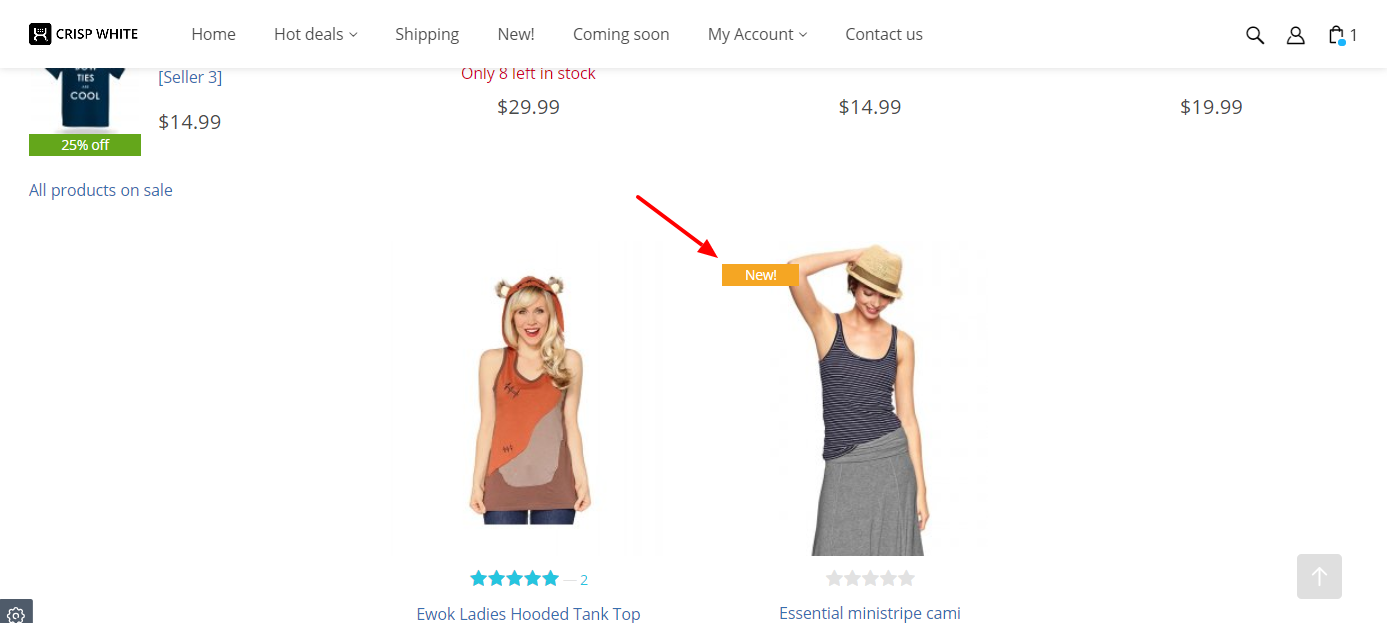 CRISP WHITE
Home
Hot deals
Shipping
New!
Coming soon
My Account
Contact us
1
TIES
ARE
COOL
25% off
[Seller 3]
$14.99
Only 8 left in stock
$29.99
$14.99
$19.99
All products on sale
New!
2
Ewok Ladies Hooded Tank Top
Essential ministripe cami